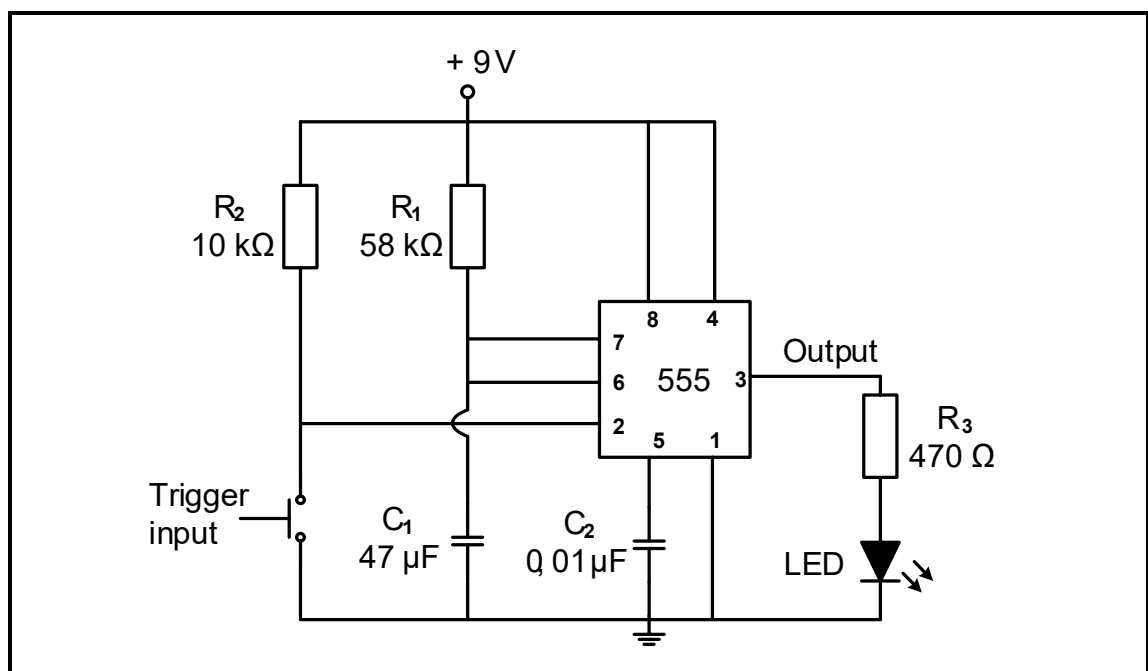 + 9V
R₂
10 kΩ
R₁
58 kΩ
8
4
7
6
2
555
3
5
1
Output
R₃
470 Ω
Trigger
input
C₁
47 µF
C₂
0,01µF
LED